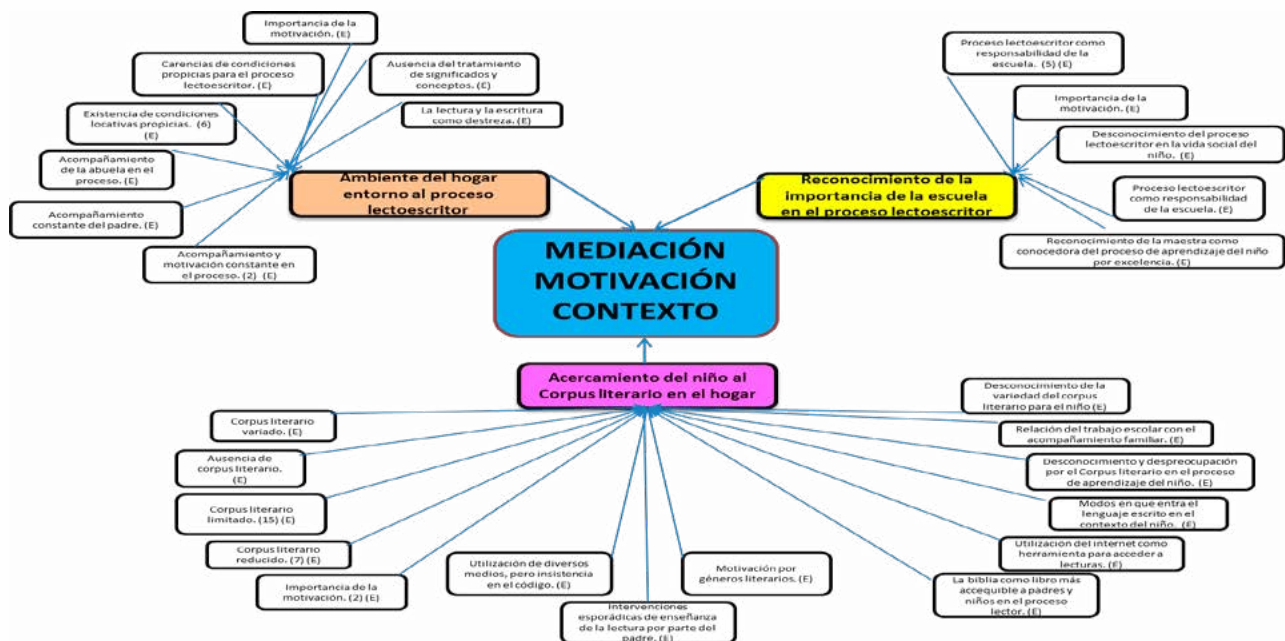 Importancia de la
motivación. (E)
Carencias de condiciones
propicias para el proceso
lectoescritor. (E)
Ausencia del tratamiento
de significados y
conceptos. (E)
Existencia de condiciones
locativas propicias. (6)
(E)
La lectura y la escritura
como destreza. (E)
Acompañamiento
de la abuela en el
proceso. (E)
Acompañamiento
constante del padre. (E)
Acompañamiento y
motivación constante en
el proceso. (2) (E)
Ambiente del hogar
entorno al proceso
lectoescritor
Proceso lectoescritor como
responsabilidad de la
escuela. (5) (E)
Importancia de la
motivación. (E)
Desconocimiento del proceso
lectoescritor en la vida social del
niño. (E)
Proceso lectoescritor
como responsabilidad
de la escuela. (E)
Reconocimiento de la maestra como
conocedora del proceso de aprendizaje del niño
por excelencia. (E)
Reconocimiento de la
importancia de la escuela
en el proceso lectoescritor
MEDIACIÓN
MOTIVACIÓN
CONTEXTO
Acercamiento del niño al
Corpus literario en el hogar
Corpus literario
variado. (E)
Ausencia de
corpus literario.
(E)
Corpus literario
limitado. (15) (E)
Corpus literario
reducido. (7) (E)
Importancia de la
motivación. (2) (E)
Utilización de diversos
medios, pero insistencia
en el código. (E)
Intervenciones
esporádicas de enseñanza
de la lectura por parte del
padre. (E)
Motivación por
géneros literarios. (E)
Desconocimiento de la
variedad del corpus
literario para el niño (E)
Relación del trabajo escolar con el
acompañamiento familiar. (E)
Desconocimiento y despreocupación
por el Corpus literario en el proceso
de aprendizaje del niño. (E)
Modos en que entra el
lenguaje escrito en el
contexto del niño. (E)
Utilización del internet como
herramienta para acceder a
lecturas. (E)
La biblia como libro más
accequible a padres y
niños en el proceso
lector. (E)